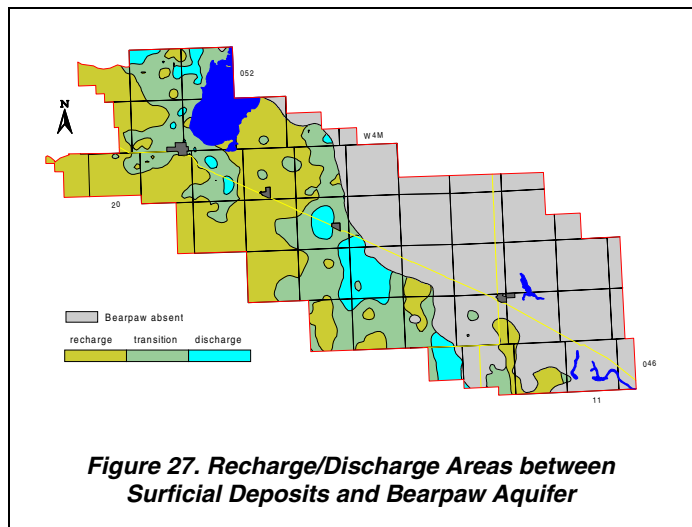 052
N
W4M
20
Bearpaw absent
recharge transition discharge
046
11
Figure 27. Recharge/Discharge Areas between
Surficial Deposits and Bearpaw Aquifer